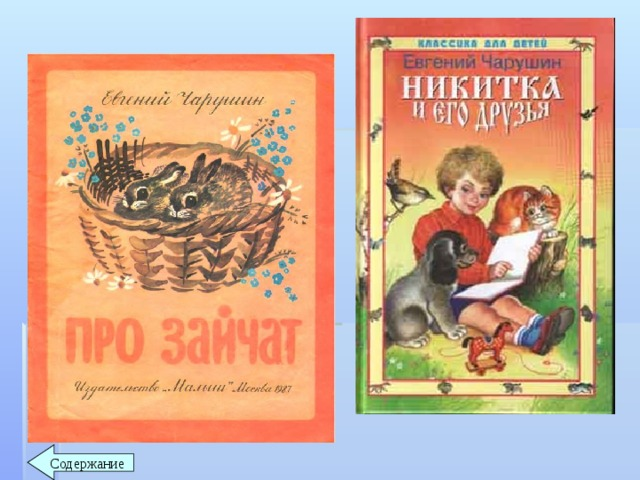 Евгений Чарушин
ПРО ЗАЙЧАТ
Издательство „Малыш” Москва 1987
КЛАССИКА ДЛЯ ДЕТЕЙ
Евгений Чарушин
НИКИТКА
И ЕГО ДРУЗЬЯ
Содержание